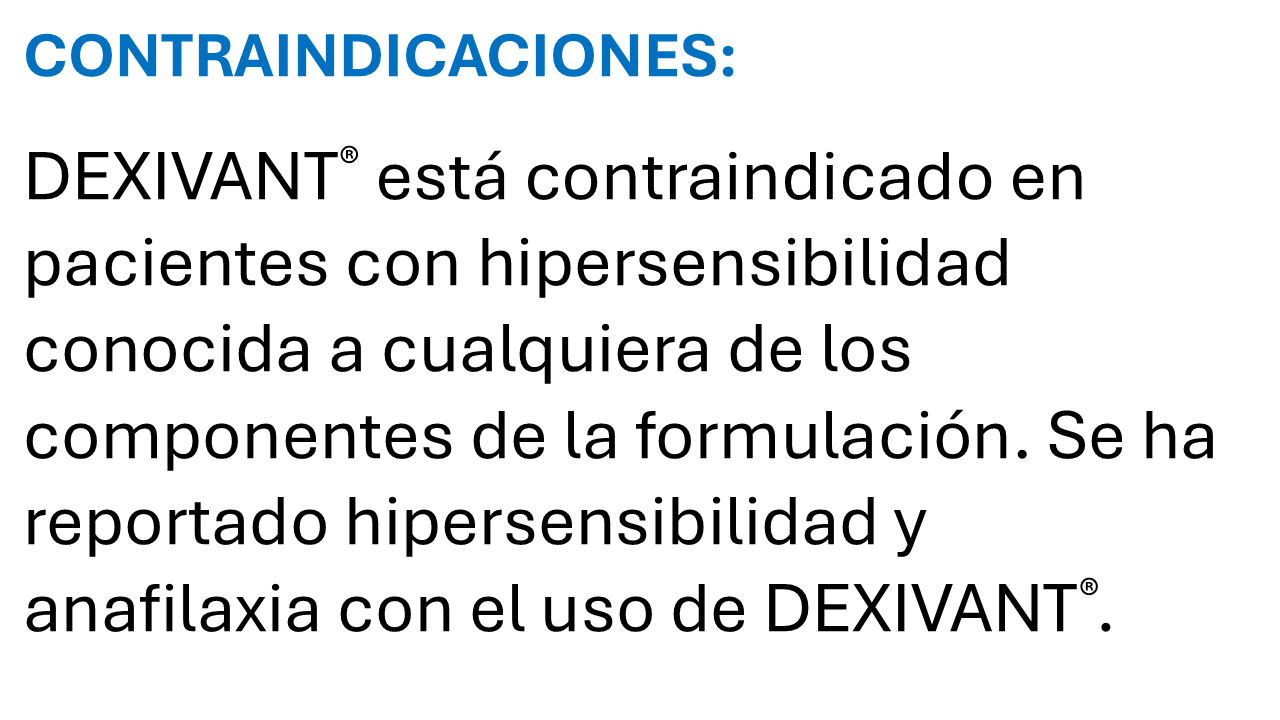 CONTRAINDICACIONES:
DEXIVANT® está contraindicado en
pacientes con hipersensibilidad
conocida a cualquiera de los
componentes de la formulación. Se ha
reportado hipersensibilidad y
anafilaxia con el uso de DEXIVANT®.